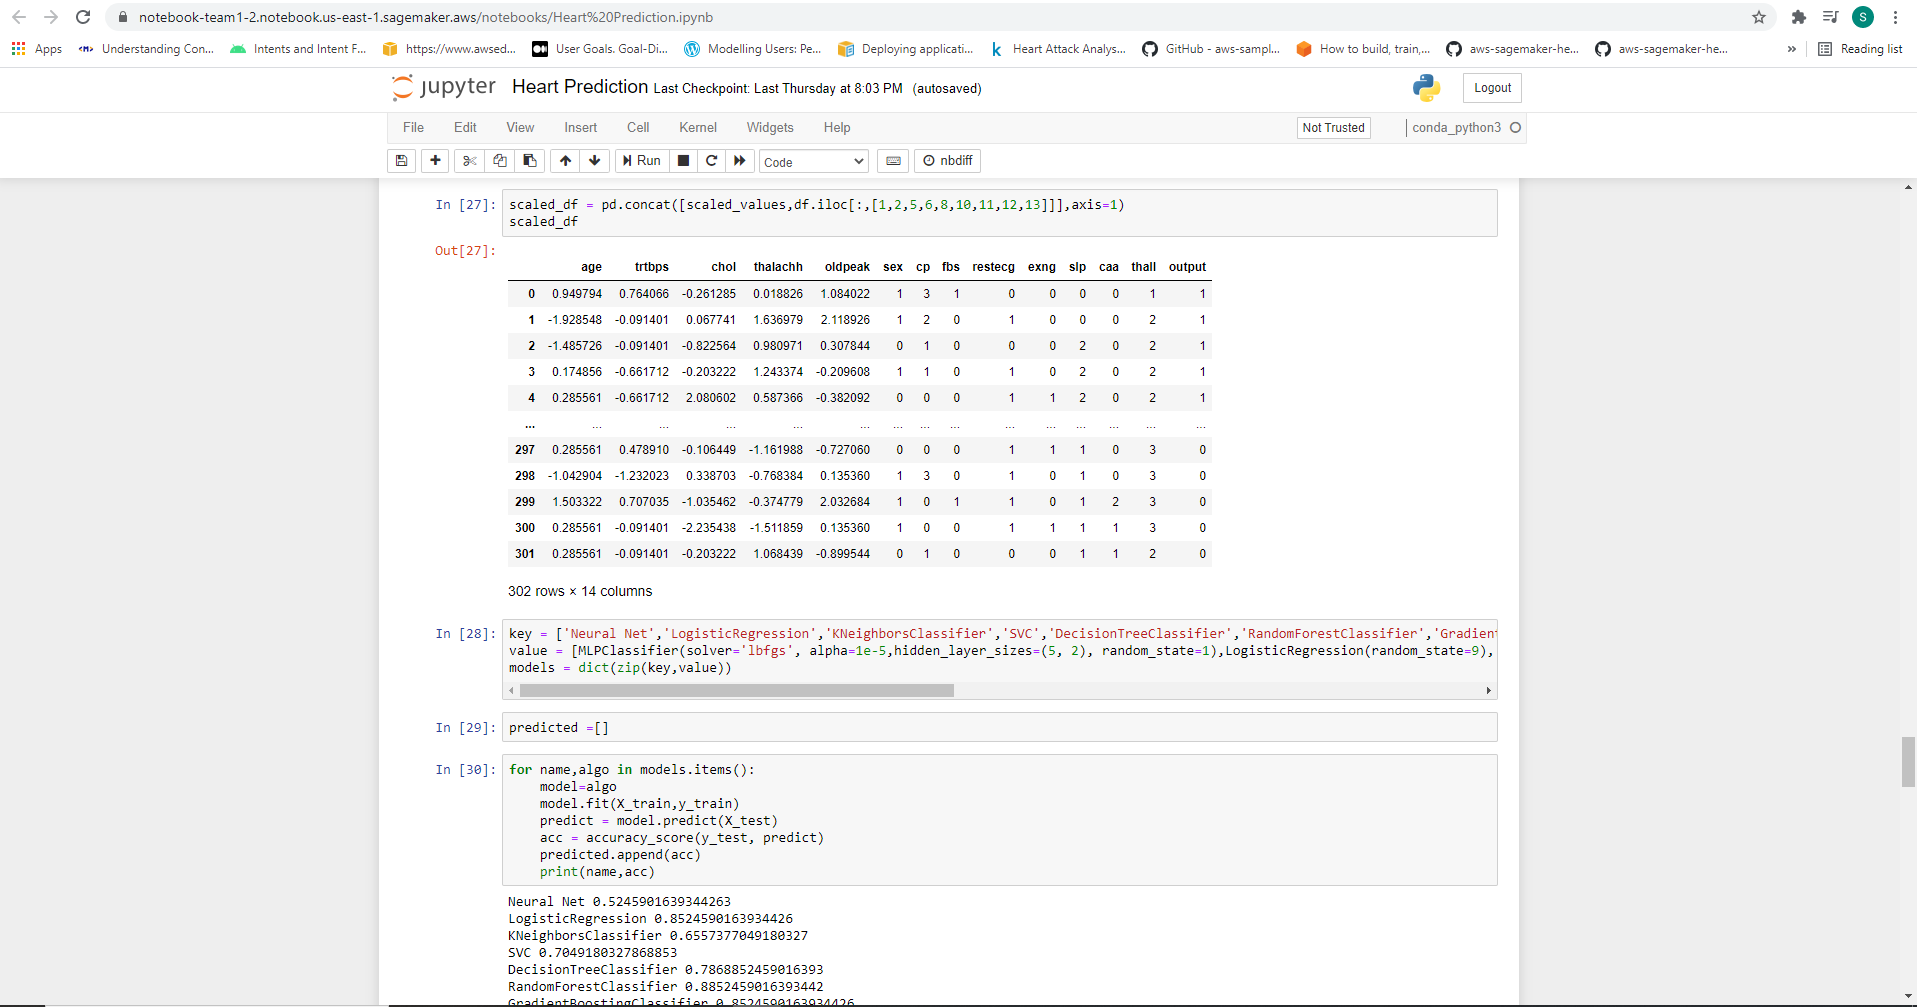 notebook-team1-2.notebook.us-east-1.sagemaker.aws/notebooks/Heart%20Prediction.ipynb
S
Apps Understanding Con... Intents and Intent F... https://www.awsed... User Goals. Goal-Di... Modelling Users: Pe... Deploying applicati... Heart Attack Analys... GitHub - aws-sampl... How to build, train,... aws-sagemaker-he... aws-sagemaker-he... » Reading list
jupyter Heart Prediction Last Checkpoint: Last Thursday at 8:03 PM (autosaved) Logout
File Edit View Insert Cell Kernel Widgets Help Not Trusted conda_python3
Run Code nbdiff
In [27]: scaled_df = pd.concat([scaled_values,df.iloc[:,[1,2,5,6,8,10,11,12,13]]],axis=1)
scaled_df
Out[27]:
age trtbps chol thalachh oldpeak sex cp fbs restecg exng slp caa thall output
0 0.949794 0.764066 -0.261285 0.018826 1.084022 1 3 1 0 0 0 0 1 1
1 -1.928548 -0.091401 0.067741 1.636979 2.118926 1 2 0 1 0 0 0 2 1
2 -1.485726 -0.091401 -0.822564 0.980971 0.307844 0 1 0 0 0 2 0 2 1
3 0.174856 -0.661712 -0.203222 1.243374 -0.209608 1 1 0 1 0 2 0 2 1
4 0.285561 -0.661712 2.080602 0.587366 -0.382092 0 0 0 1 1 2 0 2 1
... ... ... ... ... ... ... ... ... ... ... ... ... ... ...
297 0.285561 0.478910 -0.106449 -1.161988 -0.727060 0 0 0 1 1 1 0 3 0
298 -1.042904 -1.232023 0.338703 -0.768384 0.135360 1 3 0 1 0 1 0 3 0
299 1.503322 0.707035 -1.035462 -0.374779 2.032684 1 0 1 1 0 1 2 3 0
300 0.285561 -0.091401 -2.235438 -1.511859 0.135360 1 0 0 1 1 1 1 3 0
301 0.285561 -0.091401 -0.203222 1.068439 -0.899544 0 1 0 0 0 1 1 2 0
302 rows × 14 columns
In [28]: key = ['Neural Net','LogisticRegression','KNeighborsClassifier','SVC','DecisionTreeClassifier','RandomForestClassifier','Gradient
value = [MLPClassifier(solver='lbfgs', alpha=1e-5,hidden_layer_sizes=(5, 2), random_state=1),LogisticRegression(random_state=9),
models = dict(zip(key,value))
In [29]: predicted =[]
In [30]: for name,algo in models.items():
model=algo
model.fit(X_train,y_train)
predict = model.predict(X_test)
acc = accuracy_score(y_test, predict)
predicted.append(acc)
print(name,acc)
Neural Net 0.5245901639344263
LogisticRegression 0.8524590163934426
KNeighborsClassifier 0.6557377049180327
SVC 0.7049180327868853
DecisionTreeClassifier 0.7868852459016393
RandomForestClassifier 0.8852459016393442
GradientBoostingClassifier 0.8524590163934426